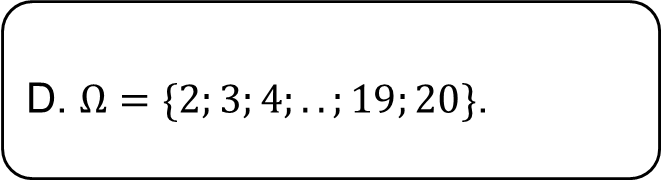 D. Ω = {2; 3; 4; . . ; 19; 20}.